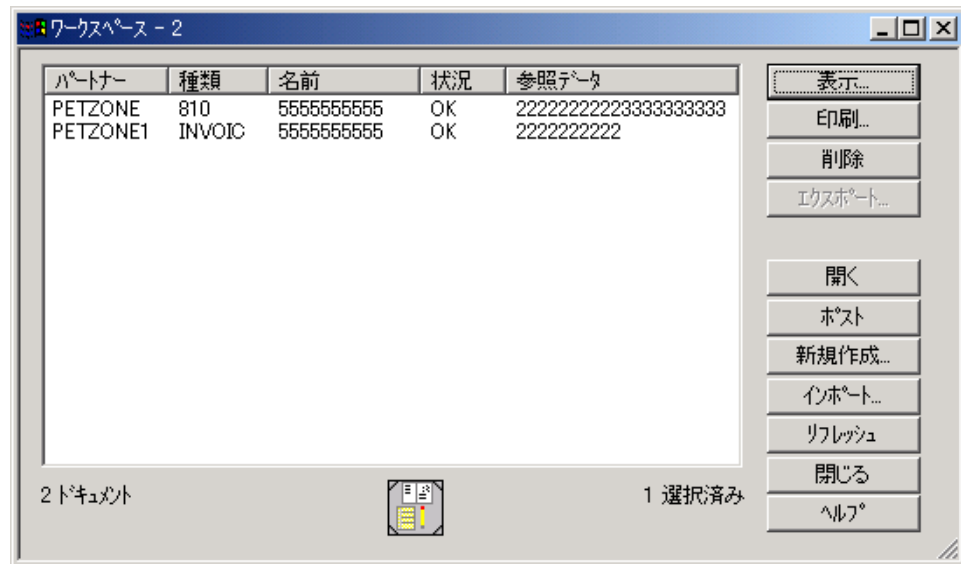 ワークスペース - 2
パートナー 種類 名前 状況 参照データ
PETZONE 810 5555555555 OK 22222222223333333333
PETZONE1 INVOIC 5555555555 OK 2222222222
表示...
印刷...
削除
エクスポート...
開く
ポスト
新規作成...
インポート...
リフレッシュ
閉じる
ヘルプ
2 ドキュメント
1 選択済み